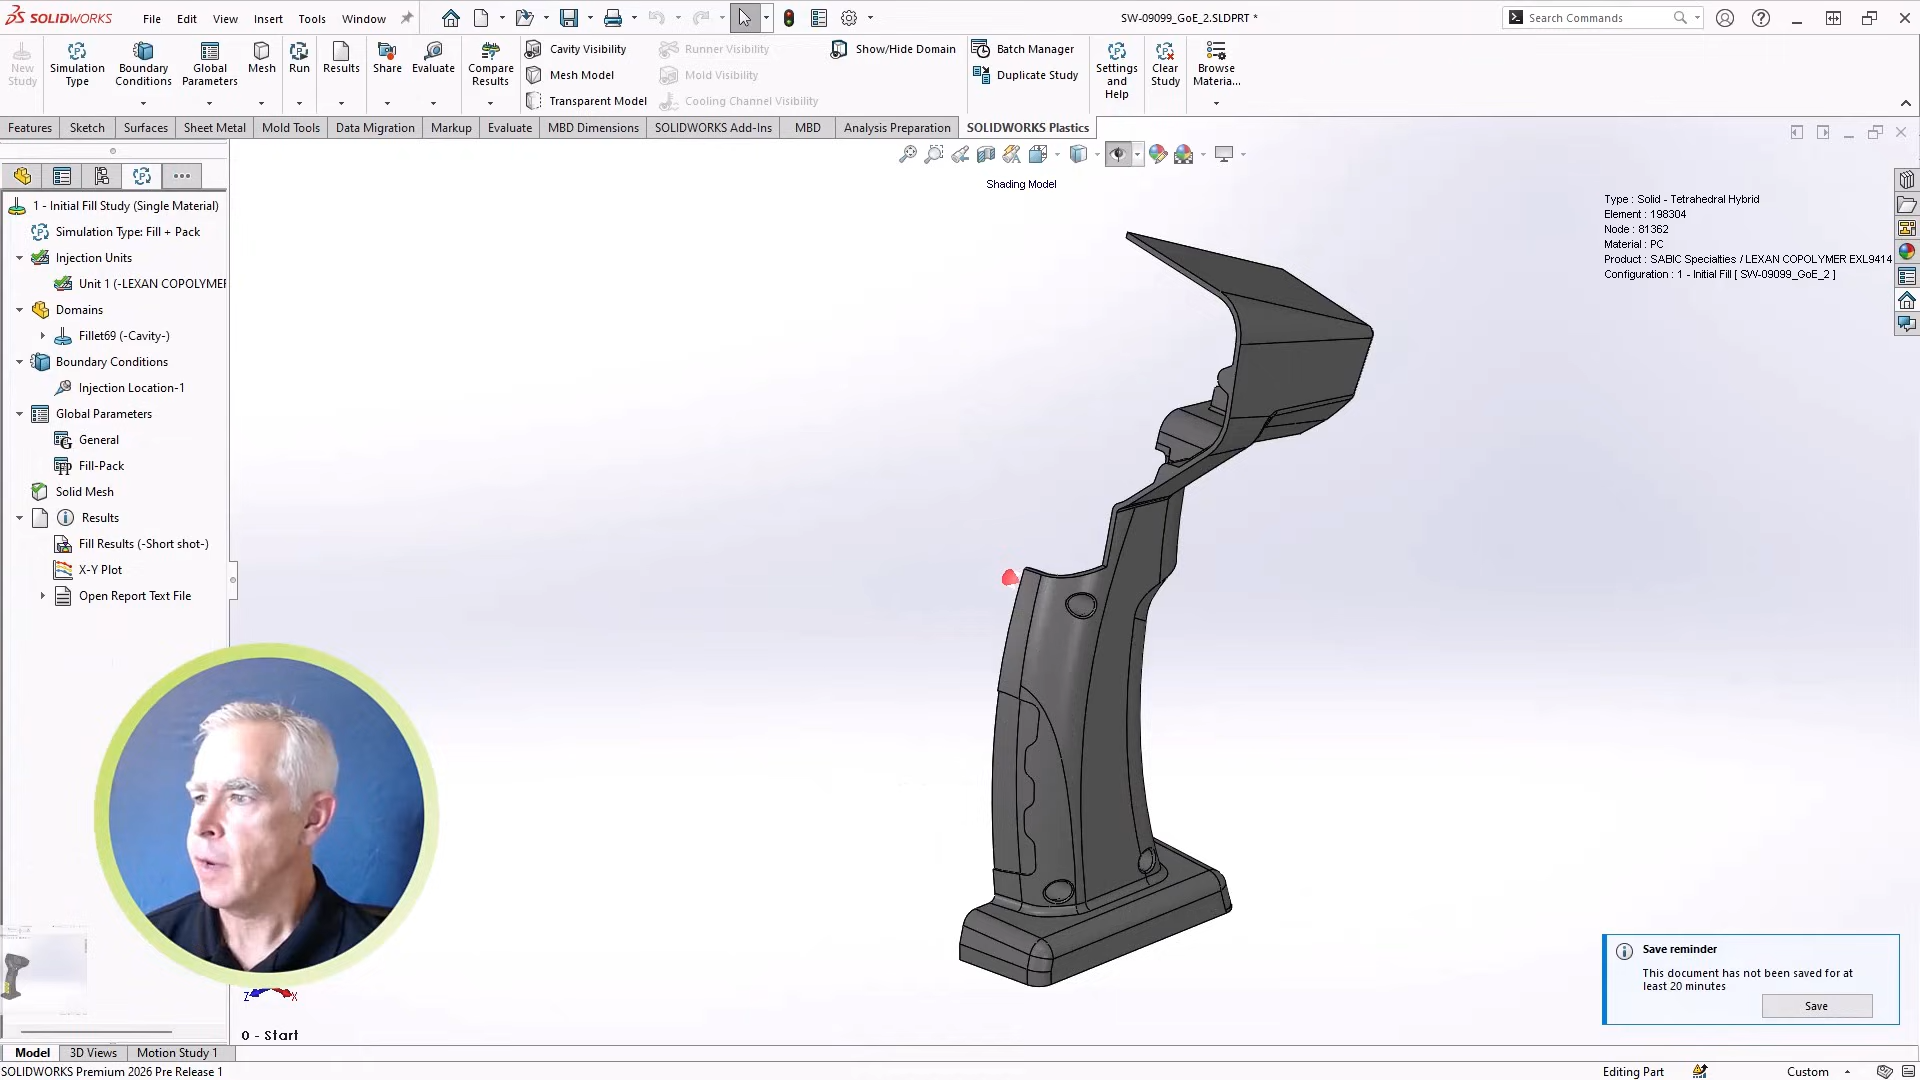 SOLIDWORKS
File Edit View Insert Tools Window
SW-09099_GoE_2.SLDPRT *
Search Commands
New Study
Simulation Type
Boundary Conditions
Global Parameters
Mesh
Run
Results
Share
Evaluate
Compare Results
Cavity Visibility
Mesh Model
Transparent Model
Runner Visibility
Mold Visibility
Cooling Channel Visibility
Show/Hide Domain
Batch Manager
Duplicate Study
Settings and Help
Clear Study
Browse Materia...
Features Sketch Surfaces Sheet Metal Mold Tools Data Migration Markup Evaluate MBD Dimensions SOLIDWORKS Add-Ins MBD Analysis Preparation SOLIDWORKS Plastics
Shading Model
1 - Initial Fill Study (Single Material)
Simulation Type: Fill + Pack
Injection Units
Unit 1 (-LEXAN COPOLYMER
Domains
Fillet69 (-Cavity-)
Boundary Conditions
Injection Location-1
Global Parameters
General
Fill-Pack
Solid Mesh
Results
Fill Results (-Short shot-)
X-Y Plot
Open Report Text File
Type : Solid - Tetrahedral Hybrid
Element : 198304
Node : 81362
Material : PC
Product : SABIC Specialties / LEXAN COPOLYMER EXL9414
Configuration : 1 - Initial Fill [ SW-09099_GoE_2 ]
Save reminder
This document has not been saved for at
least 20 minutes
Save
Z X
0 - Start
Model 3D Views Motion Study 1
SOLIDWORKS Premium 2026 Pre Release 1
Editing Part
Custom